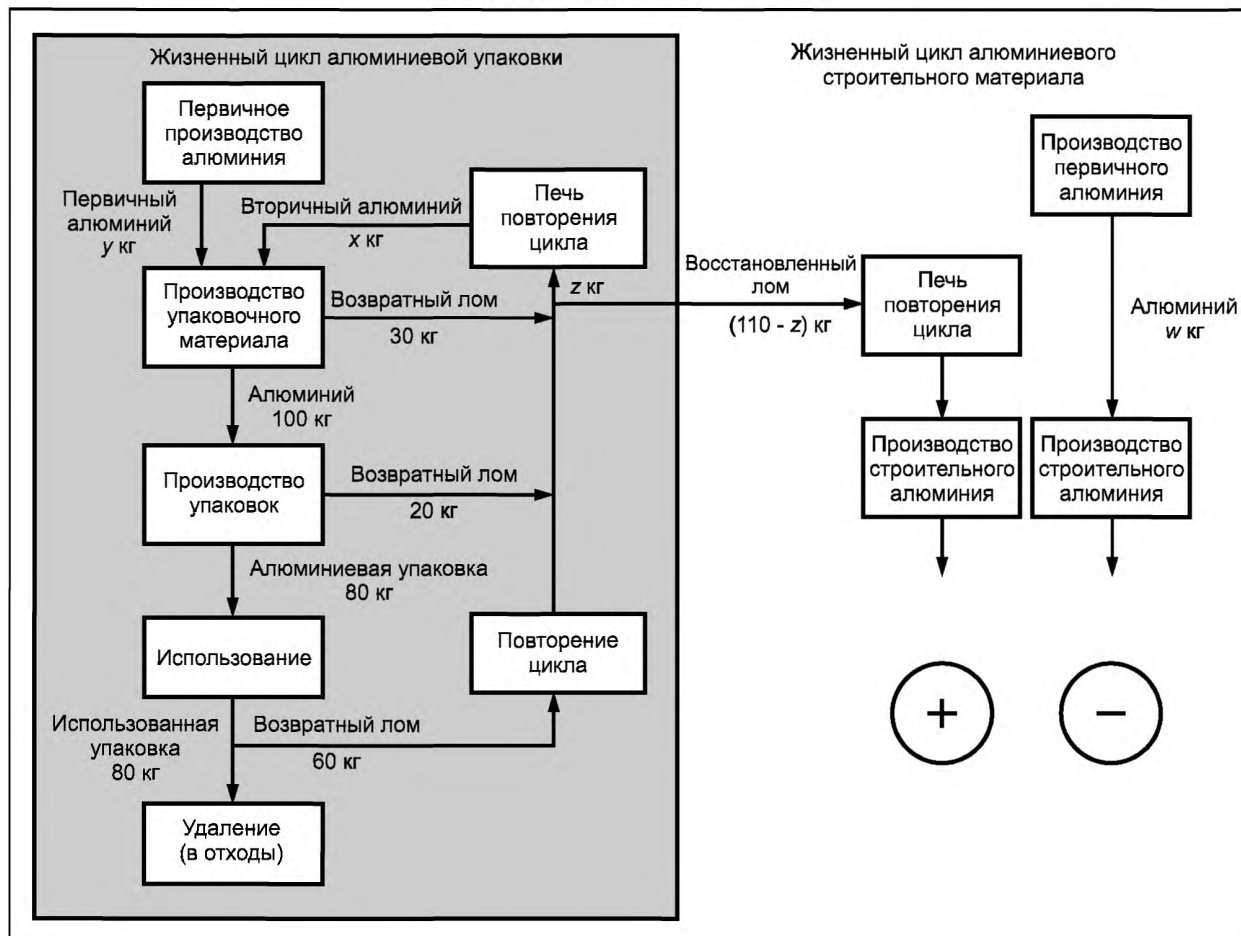 Жизненный цикл алюминиевой упаковки
Первичное
производство
алюминия
Первичный
алюминий
y кг
Вторичный алюминий
x кг
Печь
повторения
цикла
Производство
упаковочного
материала
Возвратный лом
30 кг
z кг
Алюминий
100 кг
Производство
упаковок
Возвратный лом
20 кг
Алюминиевая упаковка
80 кг
Использование
Повторение
цикла
Использованная
упаковка
80 кг
Возвратный лом
60 кг
Удаление
(в отходы)
Жизненный цикл алюминиевого
строительного материала
Производство
первичного
алюминия
Восстановленный
лом
(110 - z) кг
Печь
повторения
цикла
Алюминий
w кг
Производство
строительного
алюминия
Производство
строительного
алюминия
+
−